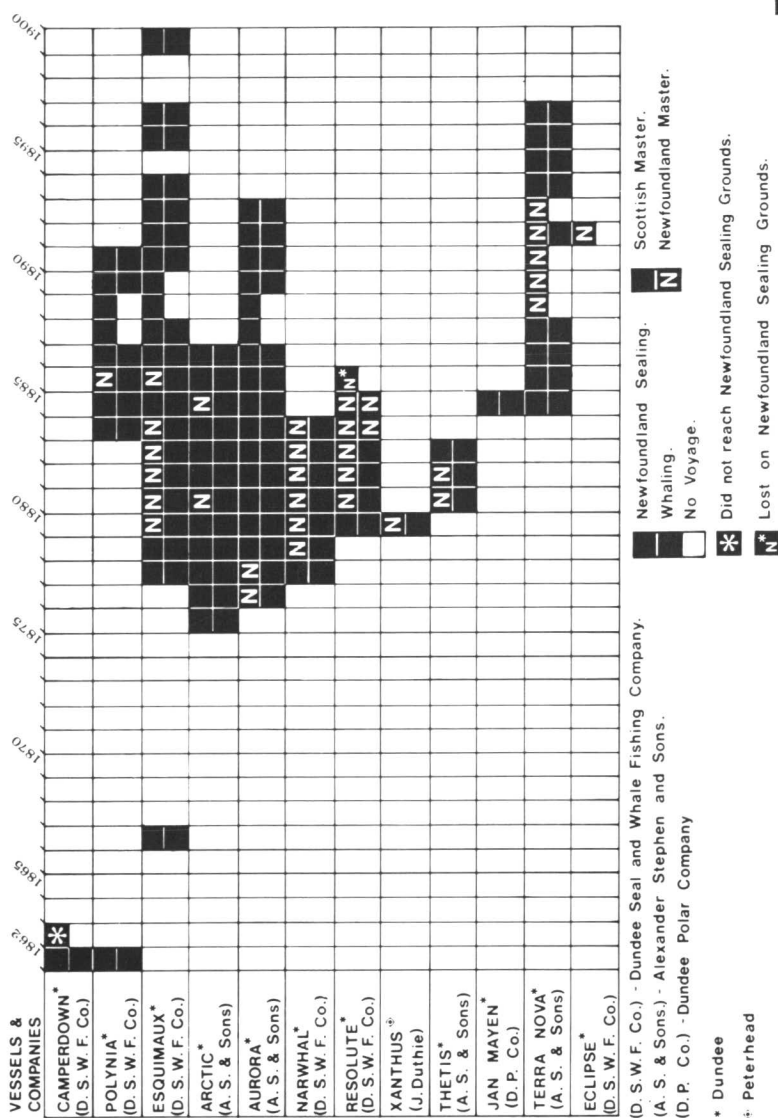 VESSELS &
COMPANIES
1862
1865
1870
1875
1880
1885
1890
1895
1900
CAMPERDOWN*
(D. S. W. F. Co.)
*
POLYNIA*
(D. S. W. F. Co.)
N
ESQUIMAUX*
(D. S. W. F. Co.)
N N N N N N
ARCTIC*
(A. S. & Sons)
N N
AURORA*
(A. S. & Sons)
N N
NARWHAL*
(D. S. W. F. Co.)
N N N N N N
RESOLUTE*
(D. S. W. F. Co.)
N N N N N N*
N N
XANTHUS⁜
(J. Duthie)
N
THETIS*
(A. S. & Sons)
N N
JAN MAYEN*
(D. P. Co.)
TERRA NOVA*
(A. S. & Sons)
N N N N N
ECLIPSE*
(D. S. W. F. Co.)
N
(D. S. W. F. Co.) - Dundee Seal and Whale Fishing Company.
(A. S. & Sons.) - Alexander Stephen and Sons.
(D. P. Co.) - Dundee Polar Company
* Dundee
⁜ Peterhead
Newfoundland Sealing.
Whaling.
No Voyage.
Scottish Master.
N Newfoundland Master.
* Did not reach Newfoundland Sealing Grounds.
N* Lost on Newfoundland Sealing Grounds.